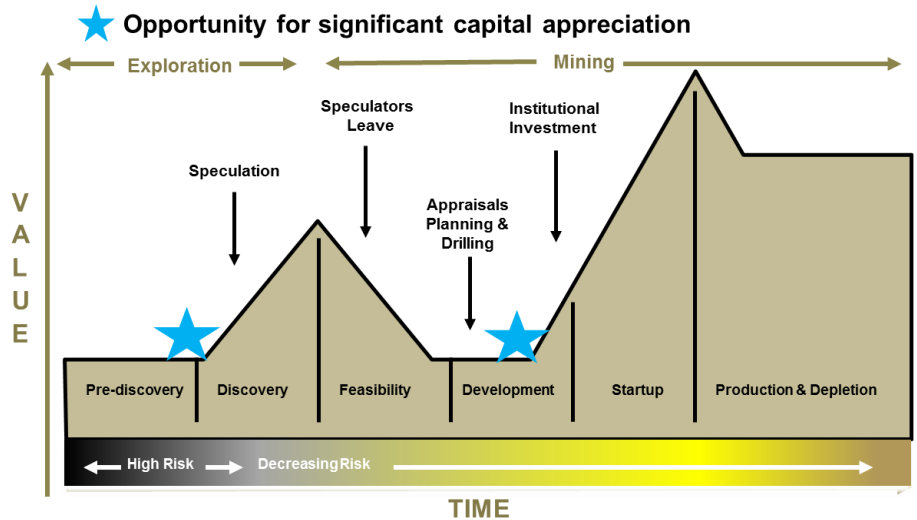 Opportunity for significant capital appreciation
Exploration
Mining
Speculators
Leave
Institutional
Investment
Speculation
Appraisals
Planning &
Drilling
VALUE
Pre-discovery
Discovery
Feasibility
Development
Startup
Production & Depletion
High Risk
Decreasing Risk
TIME